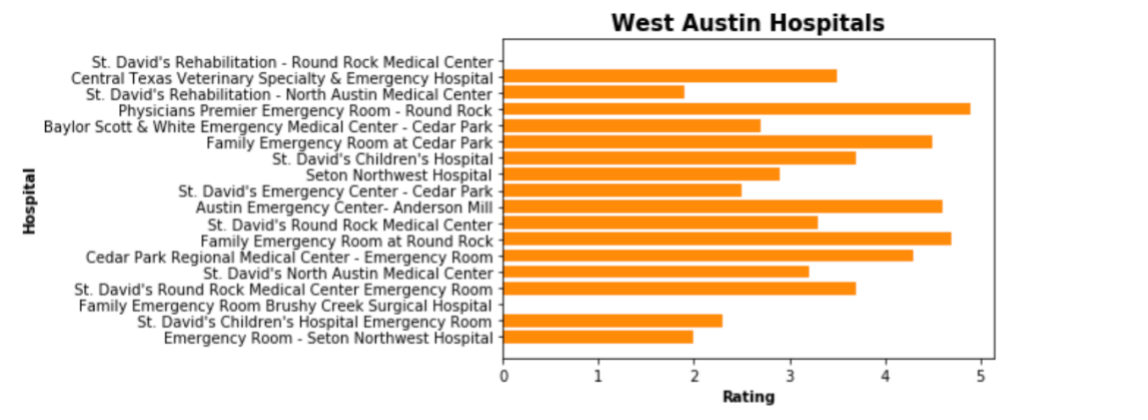 West Austin Hospitals
Hospital
St. David's Rehabilitation - Round Rock Medical Center
Central Texas Veterinary Specialty & Emergency Hospital
St. David's Rehabilitation - North Austin Medical Center
Physicians Premier Emergency Room - Round Rock
Baylor Scott & White Emergency Medical Center - Cedar Park
Family Emergency Room at Cedar Park
St. David's Children's Hospital
Seton Northwest Hospital
St. David's Emergency Center - Cedar Park
Austin Emergency Center- Anderson Mill
St. David's Round Rock Medical Center
Family Emergency Room at Round Rock
Cedar Park Regional Medical Center - Emergency Room
St. David's North Austin Medical Center
St. David's Round Rock Medical Center Emergency Room
Family Emergency Room Brushy Creek Surgical Hospital
St. David's Children's Hospital Emergency Room
Emergency Room - Seton Northwest Hospital
0 1 2 3 4 5
Rating